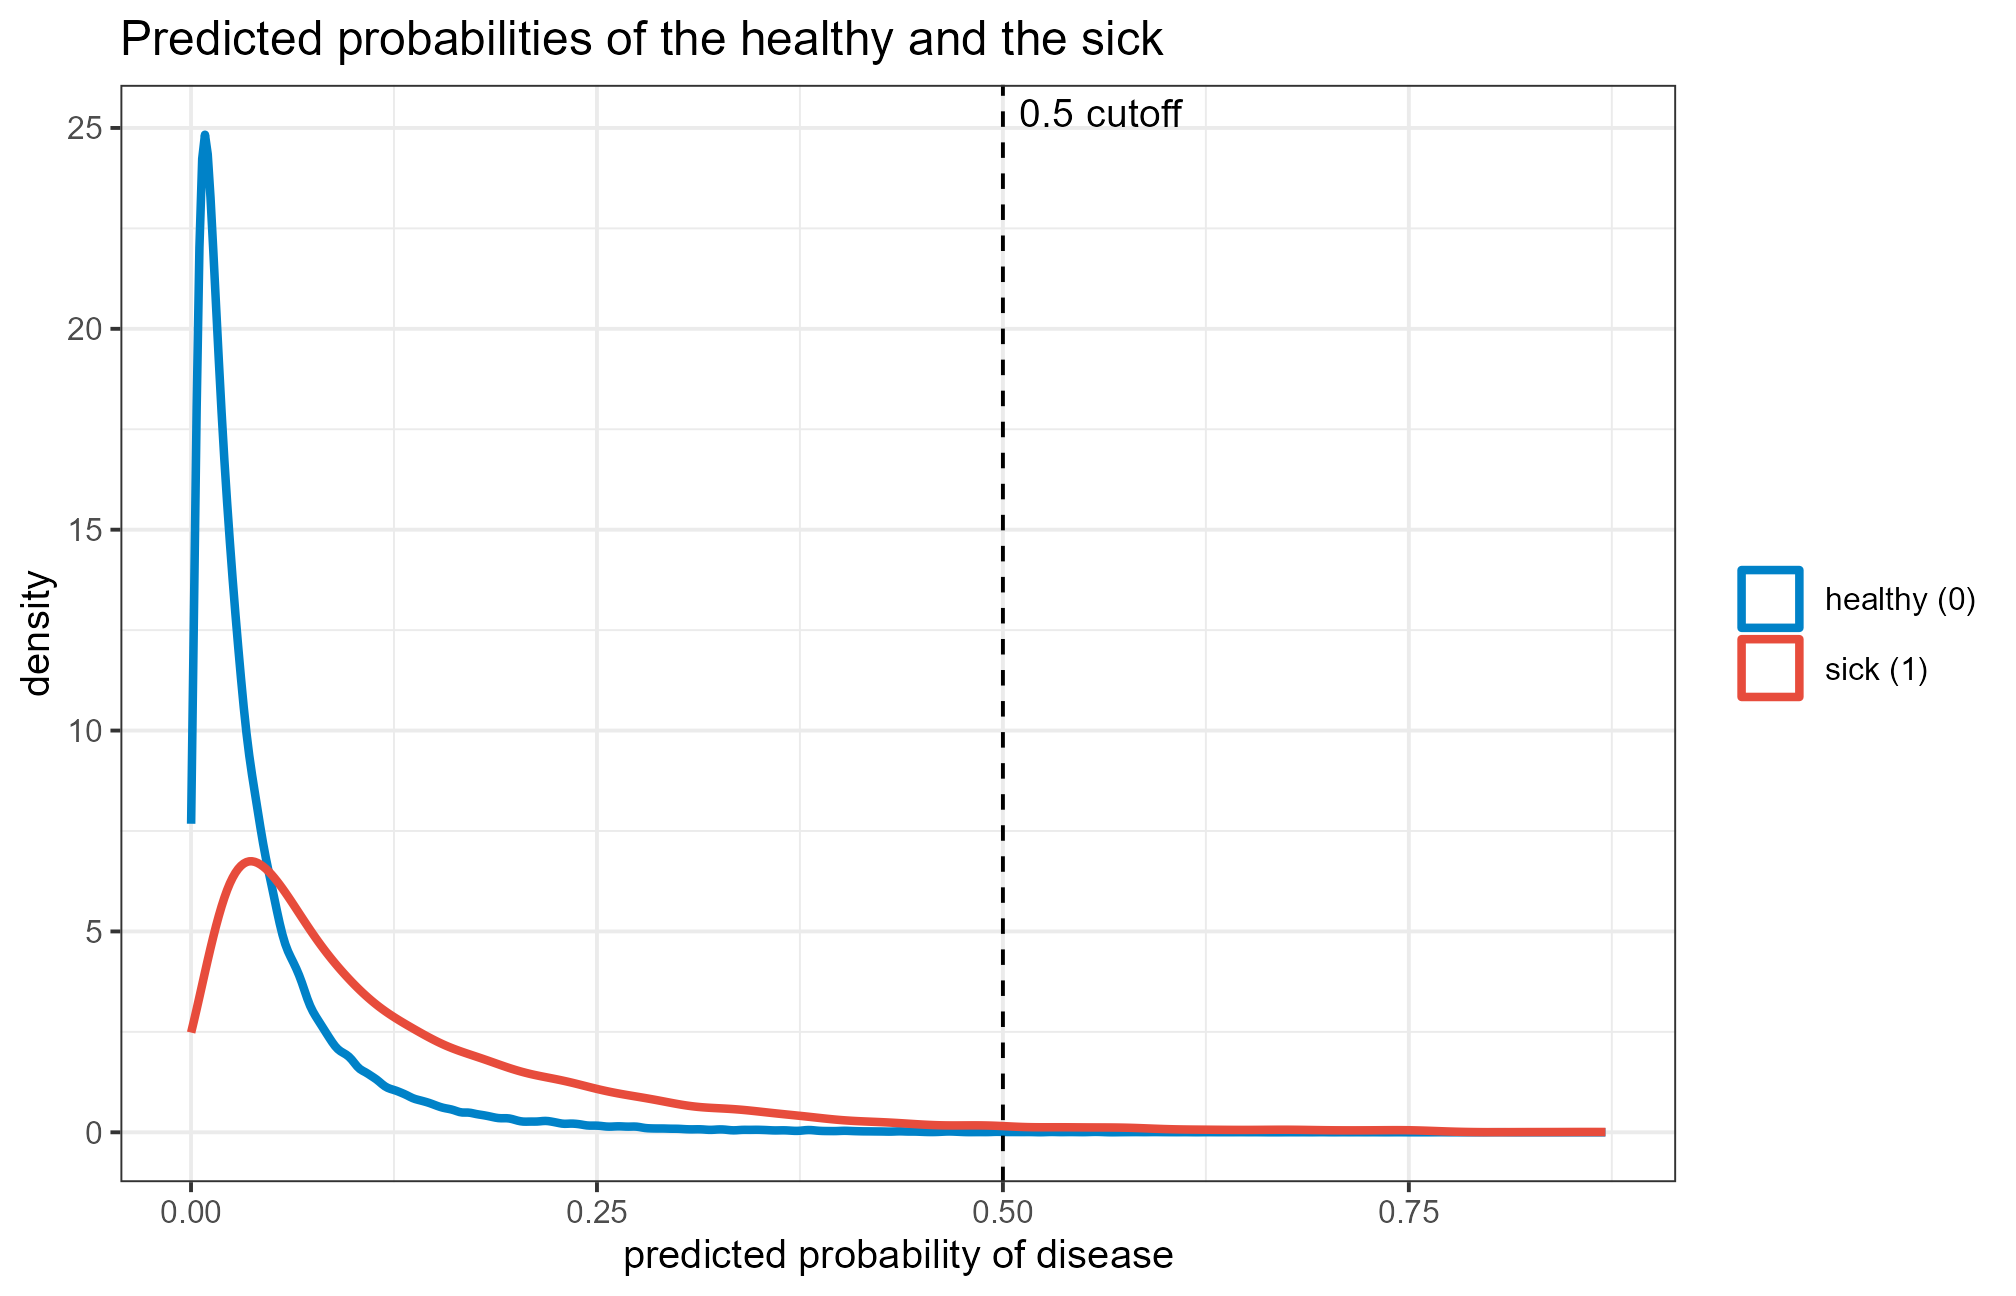 Predicted probabilities of the healthy and the sick
0.5 cutoff
25
20
15
10
5
0
density
0.00
0.25
0.50
0.75
predicted probability of disease
healthy (0)
sick (1)